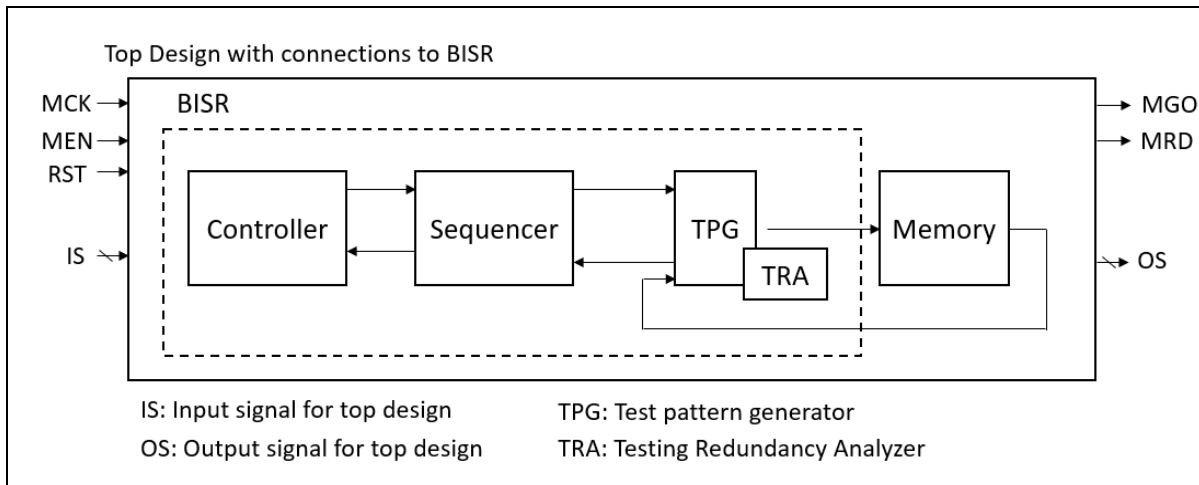 Top Design with connections to BISR
MCK
MEN
RST
IS
BISR
Controller
Sequencer
TPG
TRA
Memory
MGO
MRD
OS
IS: Input signal for top design
TPG: Test pattern generator
OS: Output signal for top design
TRA: Testing Redundancy Analyzer